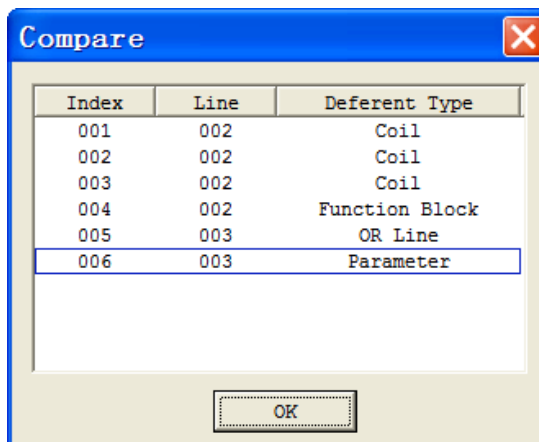 Compare
Index Line Deferent Type
001 002 Coil
002 002 Coil
003 002 Coil
004 002 Function Block
005 003 OR Line
006 003 Parameter
OK